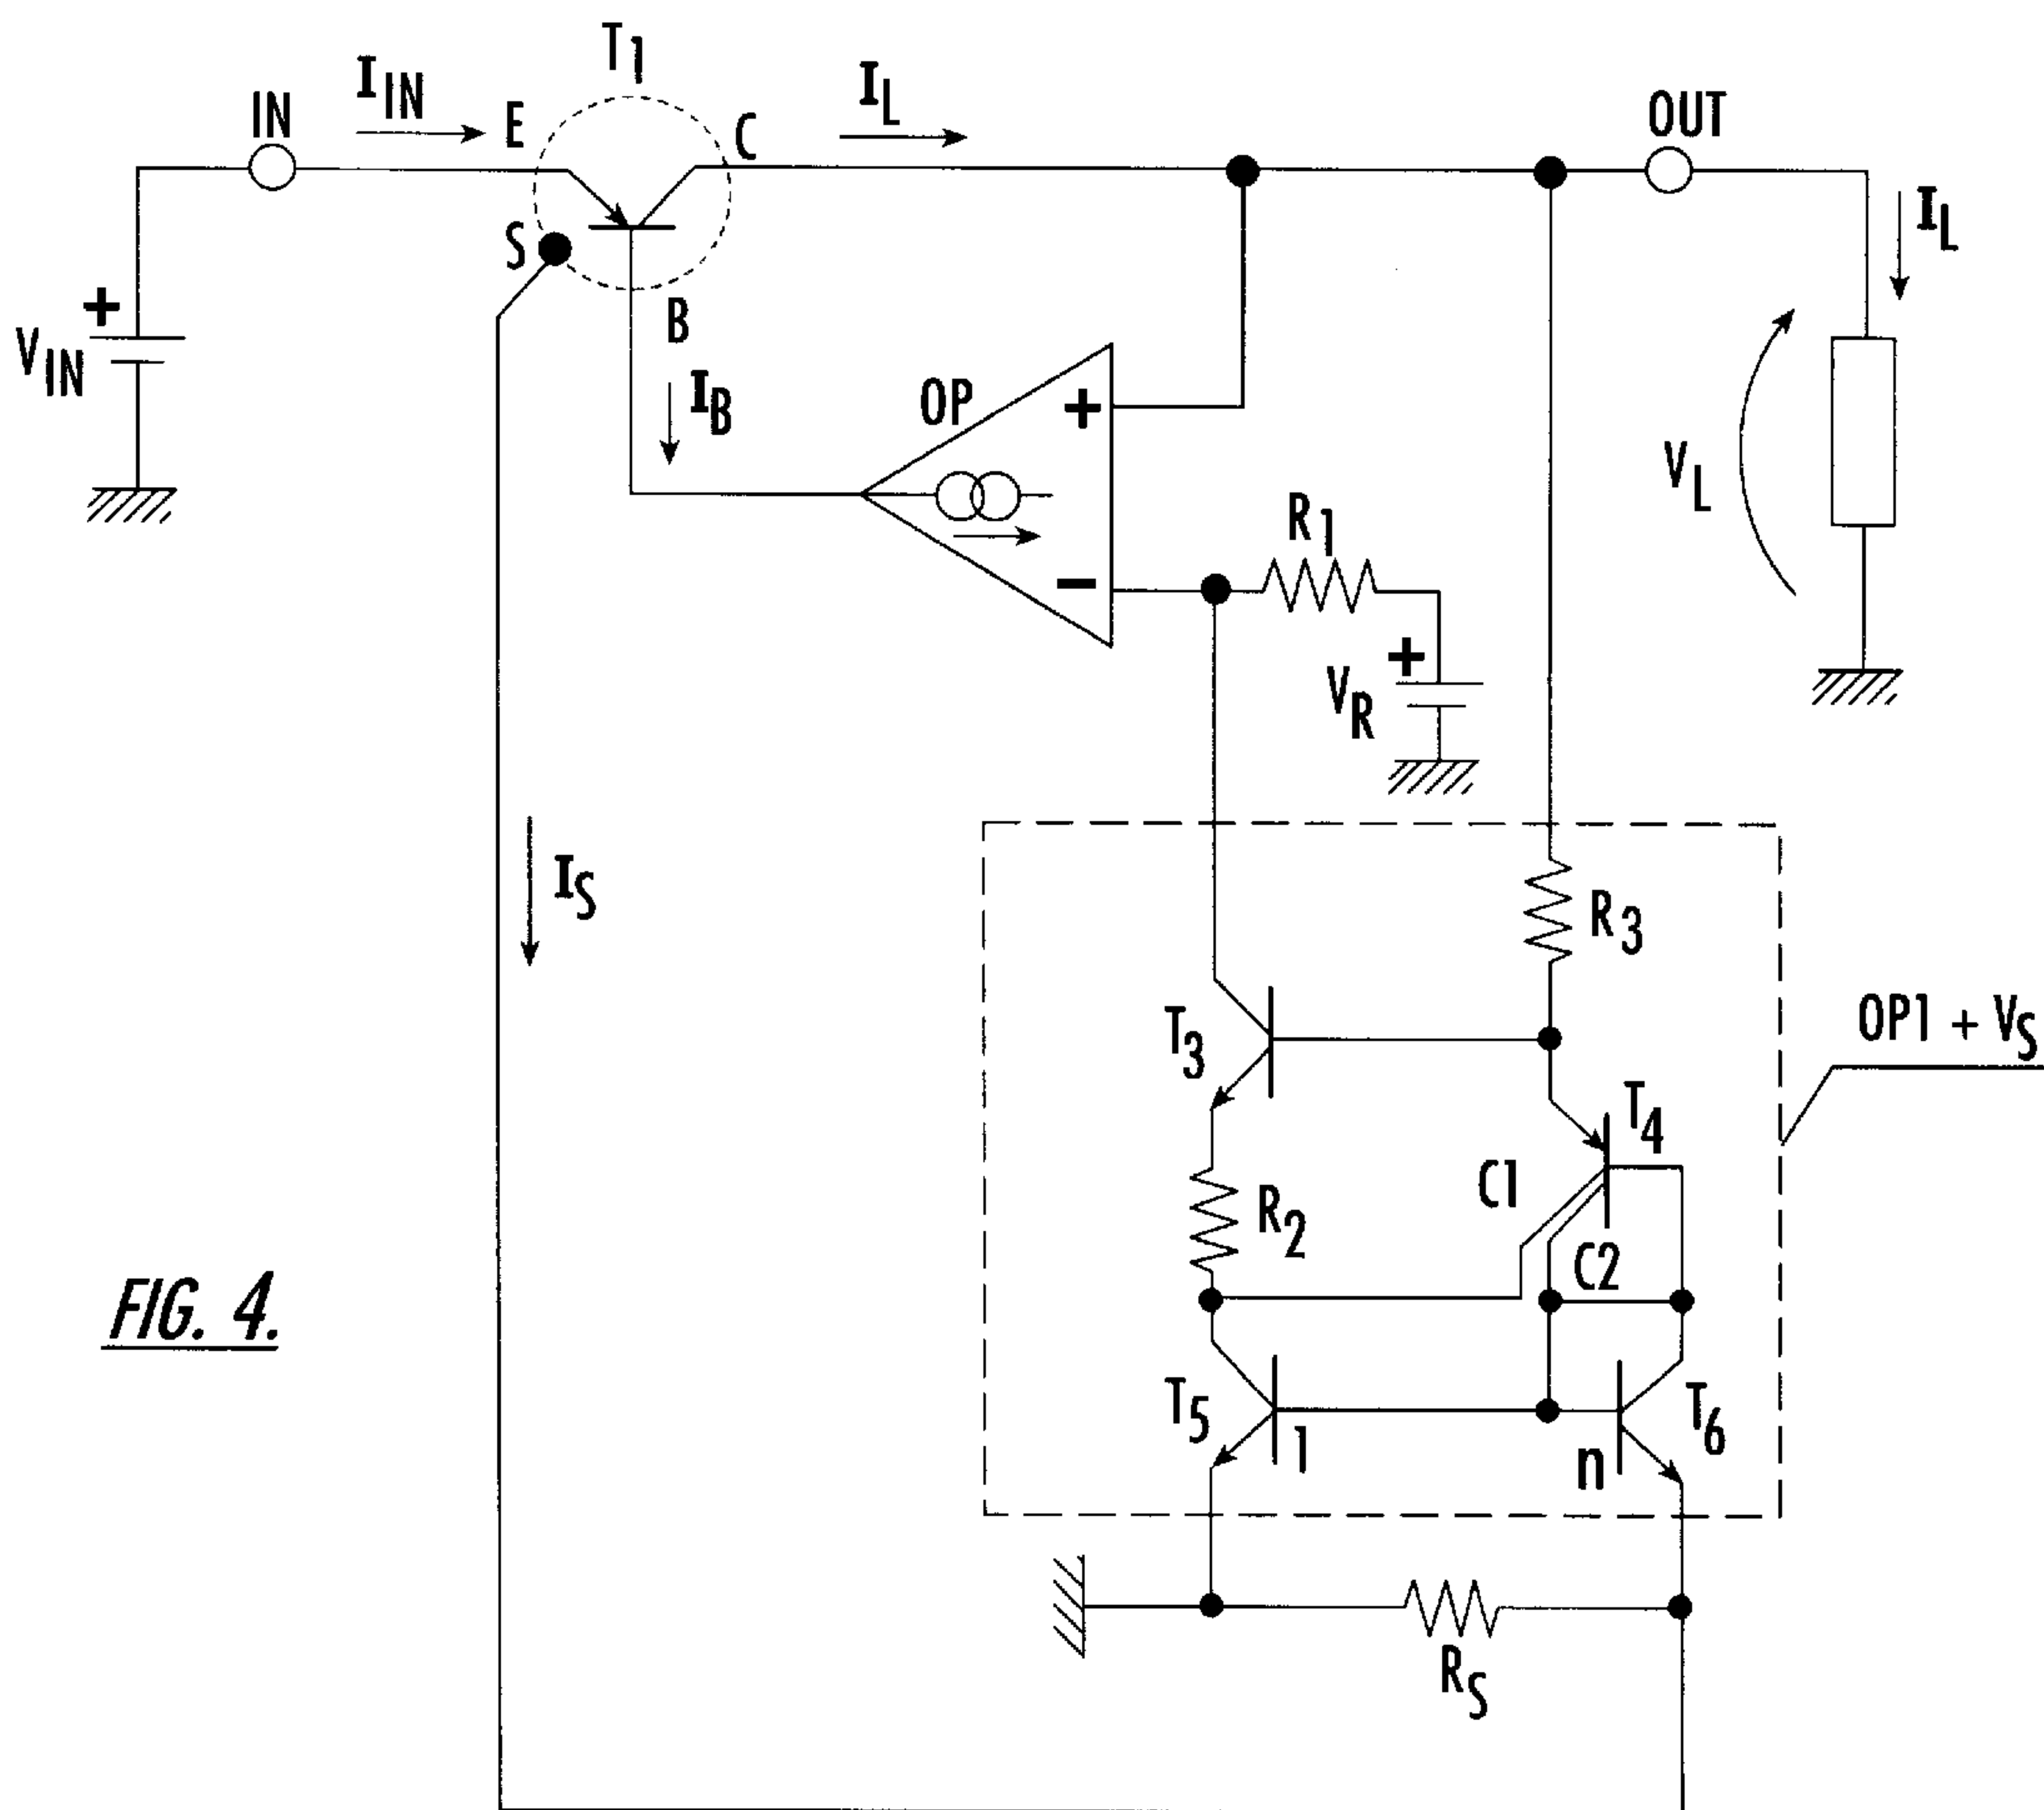 T1
IIN
IL
IN
E
C
OUT
S
IL
B
+
VIN
IB
OP
+
VL
R1
−
+
VR
IS
R3
T3
OP1 + VS
T4
C1
R2
C2
FIG. 4.
T5
1
n
T6
RS